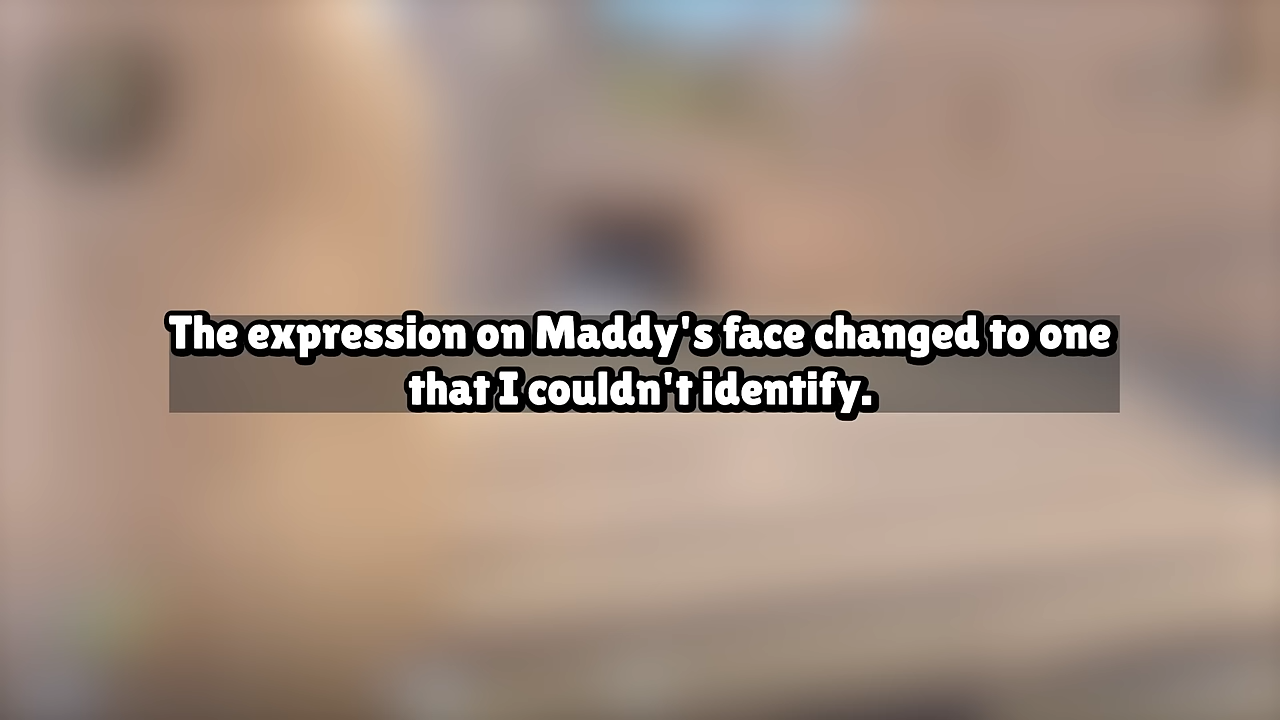 The expression on Maddy's face changed to one
that I couldn't identify.